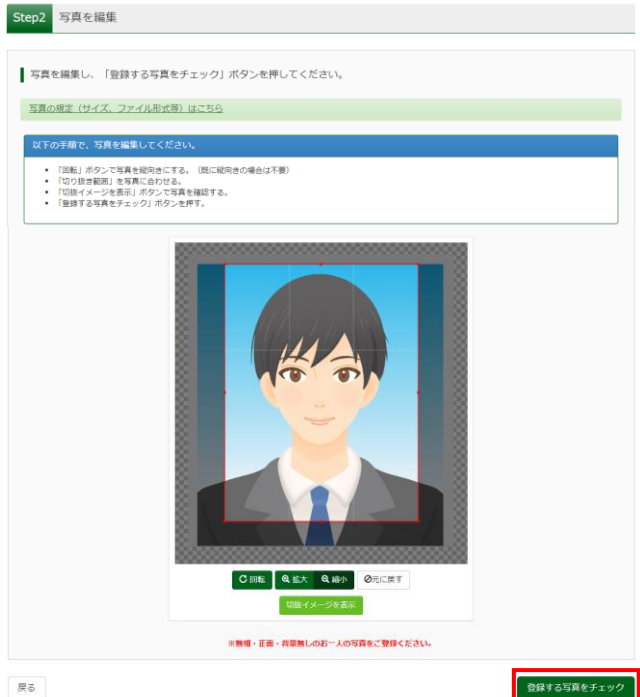 Step2 写真を編集
写真を編集し、「登録する写真をチェック」ボタンを押してください。
写真の規定（サイズ、ファイル形式等）はこちら
以下の手順で、写真を編集してください。
• 「回転」ボタンで写真を縦向きにする。（既に縦向きの場合は不要）
• 「切り抜き範囲」を写真に合わせる。
• 「切抜イメージを表示」ボタンで写真を確認する。
• 「登録する写真をチェック」ボタンを押す。
回転 拡大 縮小 元に戻す
切抜イメージを表示
※無帽・正面・背景無しのお一人の写真をご登録ください。
戻る 登録する写真をチェック